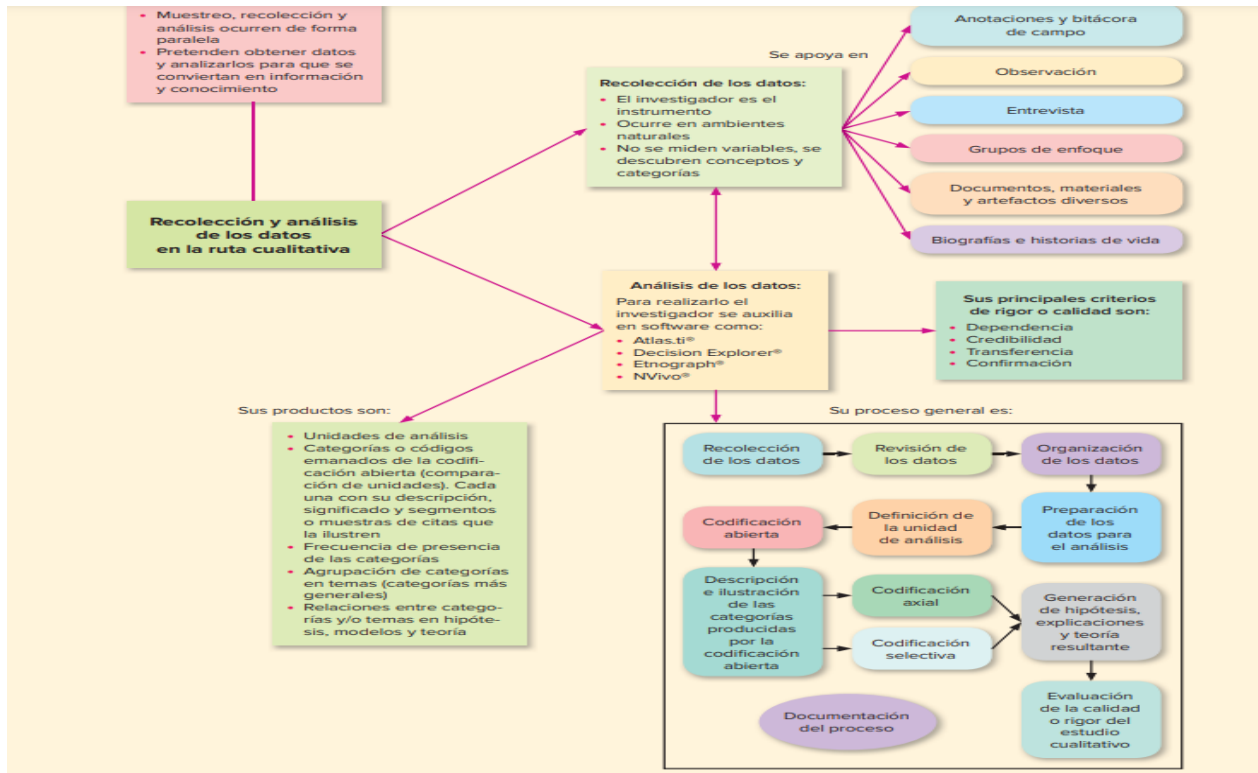 • Muestreo, recolección y
análisis ocurren de forma
paralela
• Pretenden obtener datos
y analizarlos para que se
conviertan en información
y conocimiento
Recolección y análisis
de los datos
en la ruta cualitativa
Recolección de los datos:
• El investigador es el
instrumento
• Ocurre en ambientes
naturales
• No se miden variables, se
descubren conceptos y
categorías
Se apoya en
Anotaciones y bitácora
de campo
Observación
Entrevista
Grupos de enfoque
Documentos, materiales
y artefactos diversos
Biografías e historias de vida
Análisis de los datos:
Para realizarlo el
investigador se auxilia
en software como:
• Atlas.ti®
• Decision Explorer®
• Etnograph®
• NVivo®
Sus principales criterios
de rigor o calidad son:
• Dependencia
• Credibilidad
• Transferencia
• Confirmación
Sus productos son:
• Unidades de análisis
• Categorías o códigos
emanados de la codifi-
cación abierta (compara-
ción de unidades). Cada
una con su descripción,
significado y segmentos
o muestras de citas que
la ilustren
• Frecuencia de presencia
de las categorías
• Agrupación de categorías
en temas (categorías más
generales)
• Relaciones entre catego-
rías y/o temas en hipóte-
sis, modelos y teoría
Su proceso general es:
Recolección
de los datos
Revisión de
los datos
Organización
de los datos
Preparación
de los
datos para
el análisis
Definición de
la unidad
de análisis
Codificación
abierta
Descripción
e ilustración
de las
categorías
producidas
por la
codificación
abierta
Codificación
axial
Codificación
selectiva
Generación
de hipótesis,
explicaciones
y teoría
resultante
Evaluación
de la calidad
o rigor del
estudio
cualitativo
Documentación
del proceso